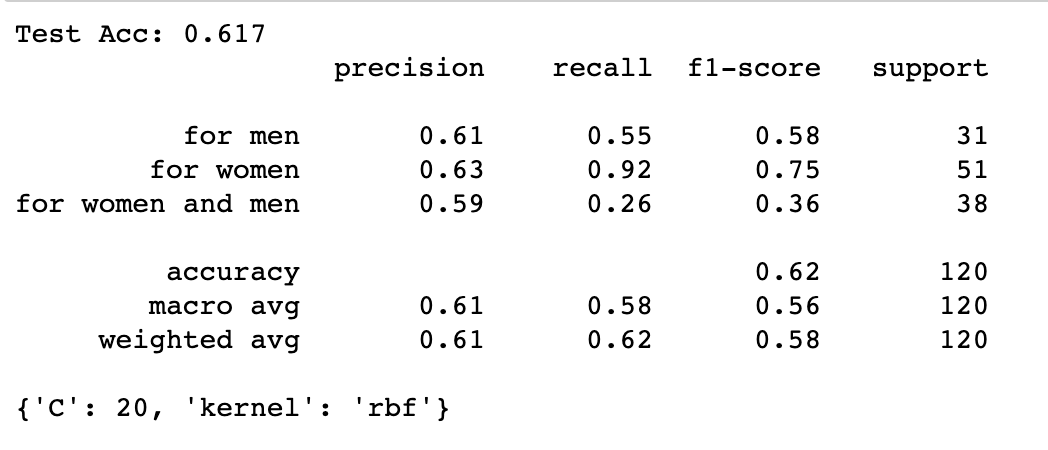 Test Acc: 0.617
precision recall f1-score support
for men 0.61 0.55 0.58 31
for women 0.63 0.92 0.75 51
for women and men 0.59 0.26 0.36 38
accuracy 0.62 120
macro avg 0.61 0.58 0.56 120
weighted avg 0.61 0.62 0.58 120
{'C': 20, 'kernel': 'rbf'}